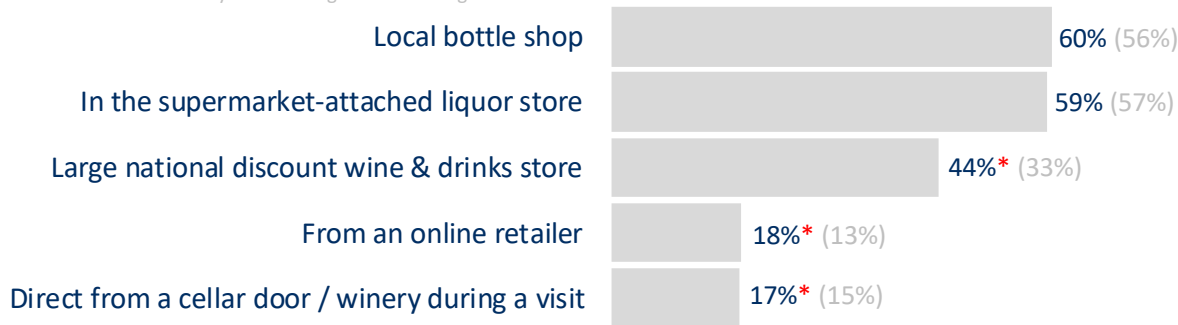 Local bottle shop 60% (56%)
In the supermarket-attached liquor store 59% (57%)
Large national discount wine & drinks store 44%* (33%)
From an online retailer 18%* (13%)
Direct from a cellar door / winery during a visit 17%* (15%)